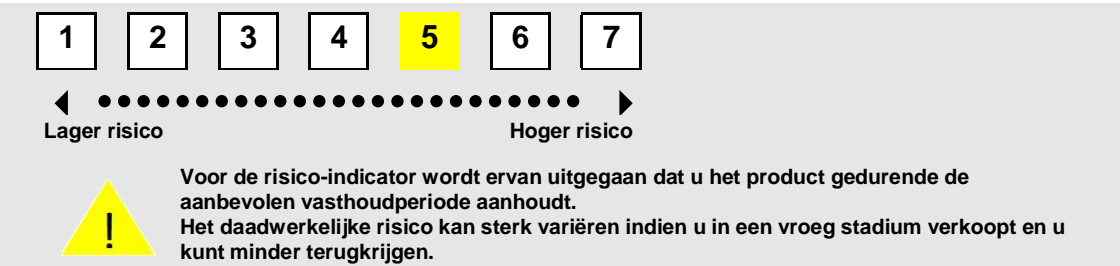 1 2 3 4 5 6 7
Lager risico Hoger risico
Voor de risico-indicator wordt ervan uitgegaan dat u het product gedurende de
aanbevolen vasthoudperiode aanhoudt.
! Het daadwerkelijke risico kan sterk variëren indien u in een vroeg stadium verkoopt en u
kunt minder terugkrijgen.